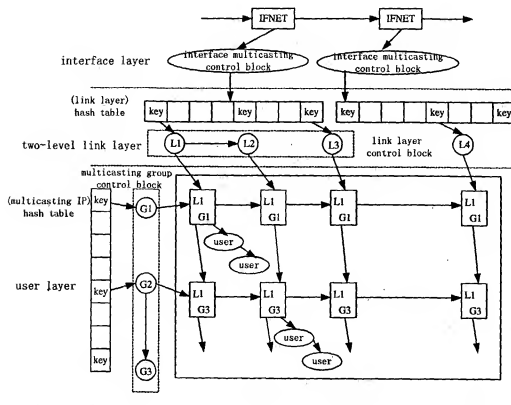 IFNET
IFNET
interface layer
interface multicasting
control block
interface multicasting
control block
(link layer)
hash table
key
key
key
key
two-level link layer
L1
L2
L3
link layer
control block
L4
multicasting group
control block
(multicasting IP)
hash table
key
G1
L1
G1
L1
G1
L1
G1
L1
G1
user
user
user layer
key
G2
L1
G3
L1
G3
L1
G3
L1
G3
user
user
key
G3